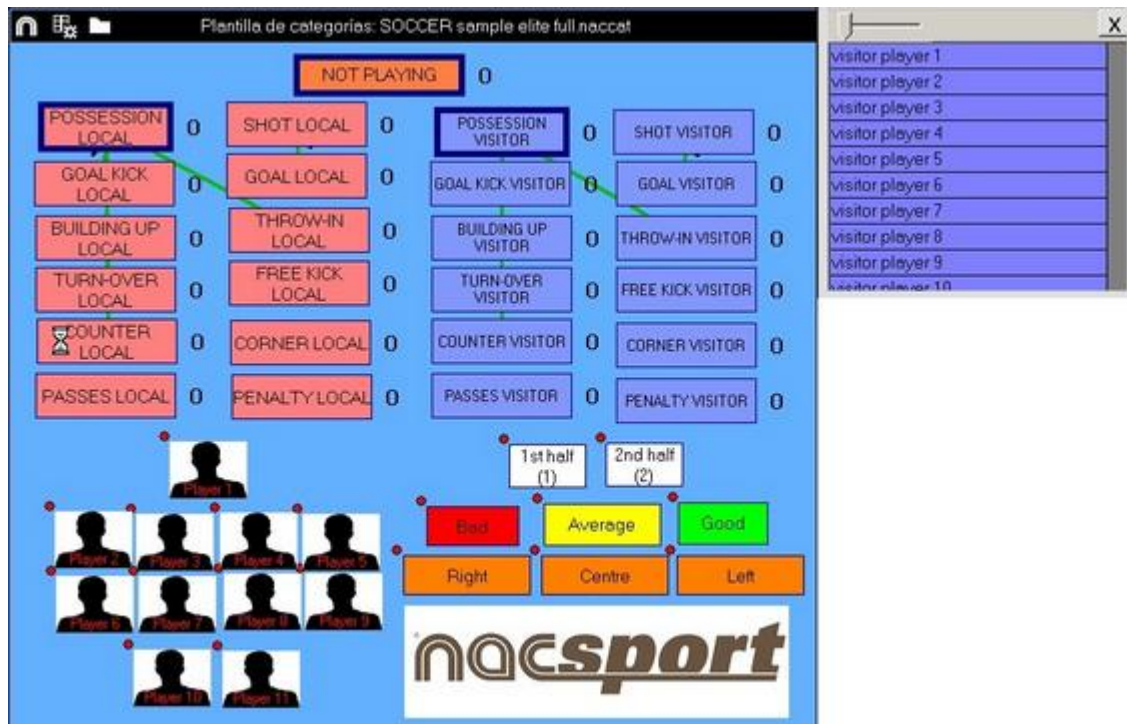 Plantilla de categorías: SOCCER sample elite full.naccat
X
NOT PLAYING 0
POSSESSION
LOCAL
0
SHOT LOCAL 0
POSSESSION
VISITOR
0
SHOT VISITOR 0
GOAL KICK
LOCAL
0
GOAL LOCAL 0
GOAL KICK VISITOR 0
GOAL VISITOR 0
BUILDING UP
LOCAL
0
THROW-IN
LOCAL
0
BUILDING UP
VISITOR
0
THROW-IN VISITOR 0
TURN-OVER
LOCAL
0
FREE KICK
LOCAL
0
TURN-OVER
VISITOR
0
FREE KICK VISITOR 0
COUNTER
LOCAL
0
CORNER LOCAL 0
COUNTER VISITOR 0
CORNER VISITOR 0
PASSES LOCAL 0
PENALTY LOCAL 0
PASSES VISITOR 0
PENALTY VISITOR 0
Player 1
Player 2 Player 3 Player 4 Player 5
Player 6 Player 7 Player 8 Player 9
Player 10 Player 11
1st half
(1)
2nd half
(2)
Bad Average Good
Right Centre Left
nacsport
visitor player 1
visitor player 2
visitor player 3
visitor player 4
visitor player 5
visitor player 6
visitor player 7
visitor player 8
visitor player 9
visitor player 10